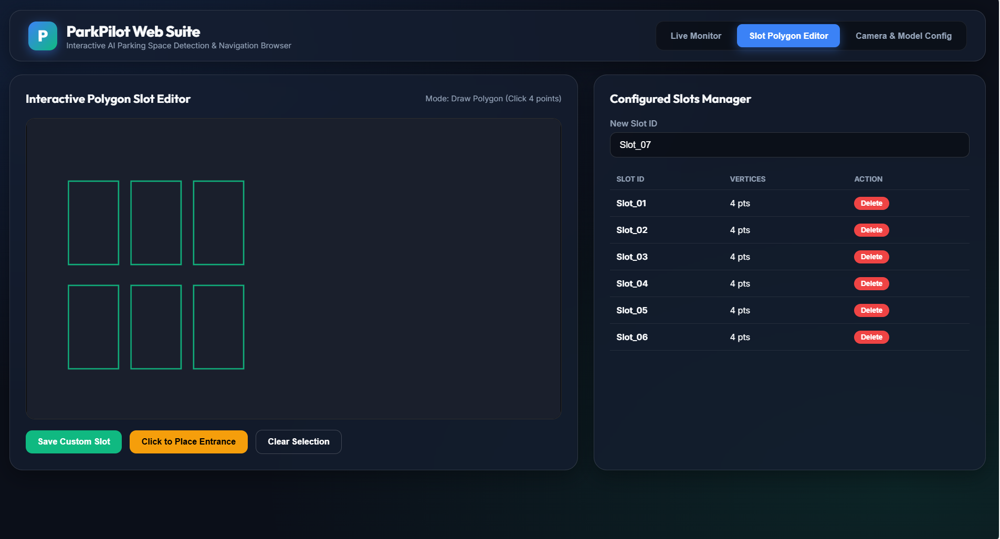 P
ParkPilot Web Suite
Interactive AI Parking Space Detection & Navigation Browser
Live Monitor
Slot Polygon Editor
Camera & Model Config
Interactive Polygon Slot Editor
Mode: Draw Polygon (Click 4 points)
Save Custom Slot
Click to Place Entrance
Clear Selection
Configured Slots Manager
New Slot ID
Slot_07
SLOT ID VERTICES ACTION
Slot_01 4 pts Delete
Slot_02 4 pts Delete
Slot_03 4 pts Delete
Slot_04 4 pts Delete
Slot_05 4 pts Delete
Slot_06 4 pts Delete